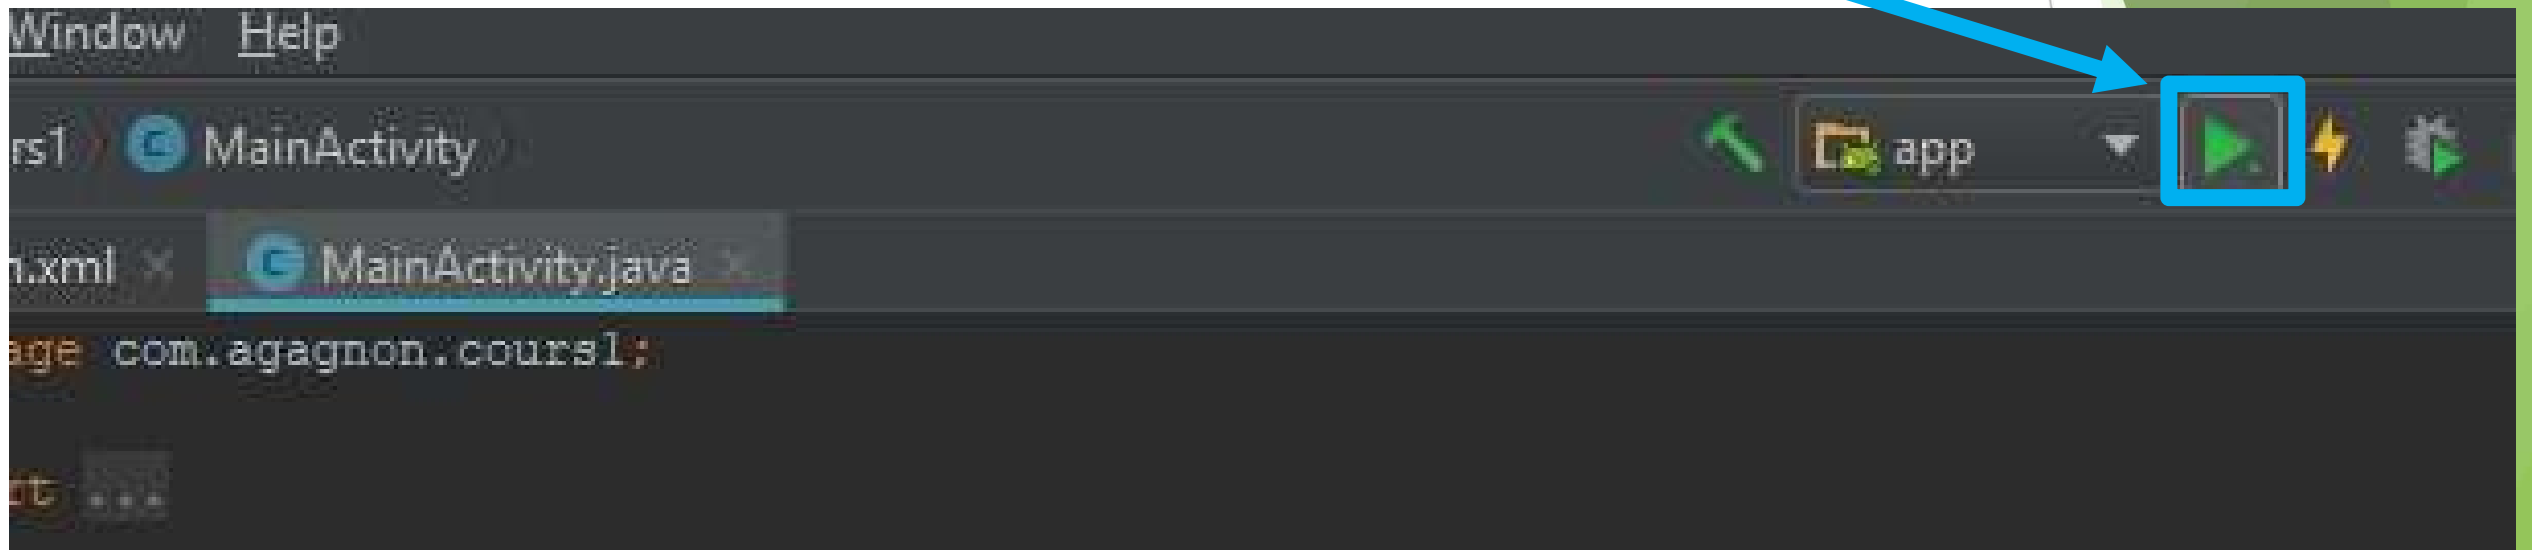 Window Help
rs1 MainActivity app
n.xml MainActivity.java
age com.agagnon.cours1;
rt ...